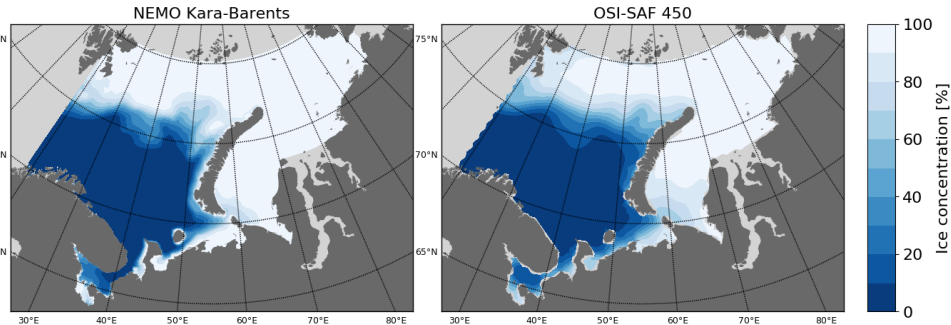 NEMO Kara-Barents
OSI-SAF 450
N
75°N
N
70°N
N
65°N
30°E
40°E
50°E
60°E
70°E
80°E
30°E
40°E
50°E
60°E
70°E
80°E
100
80
60
40
20
0
Ice concentration [%]